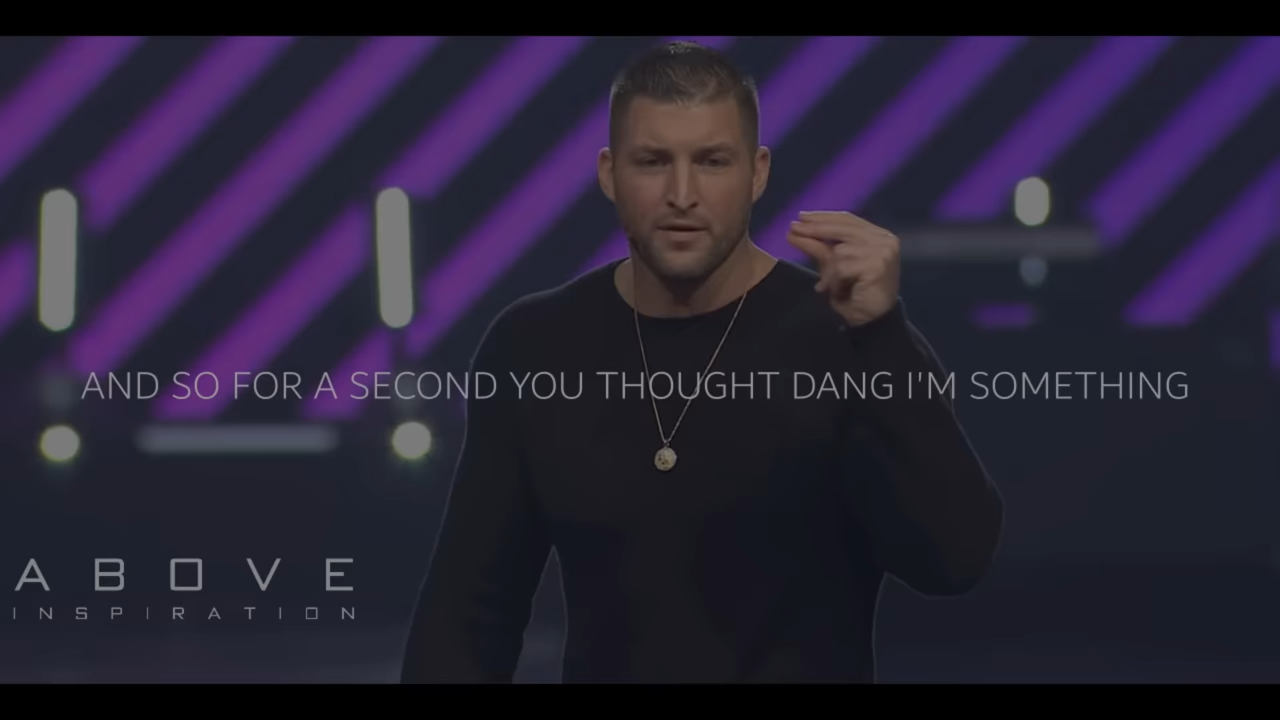 AND SO FOR A SECOND YOU THOUGHT DANG I'M SOMETHING
ABOVE
INSPIRATION